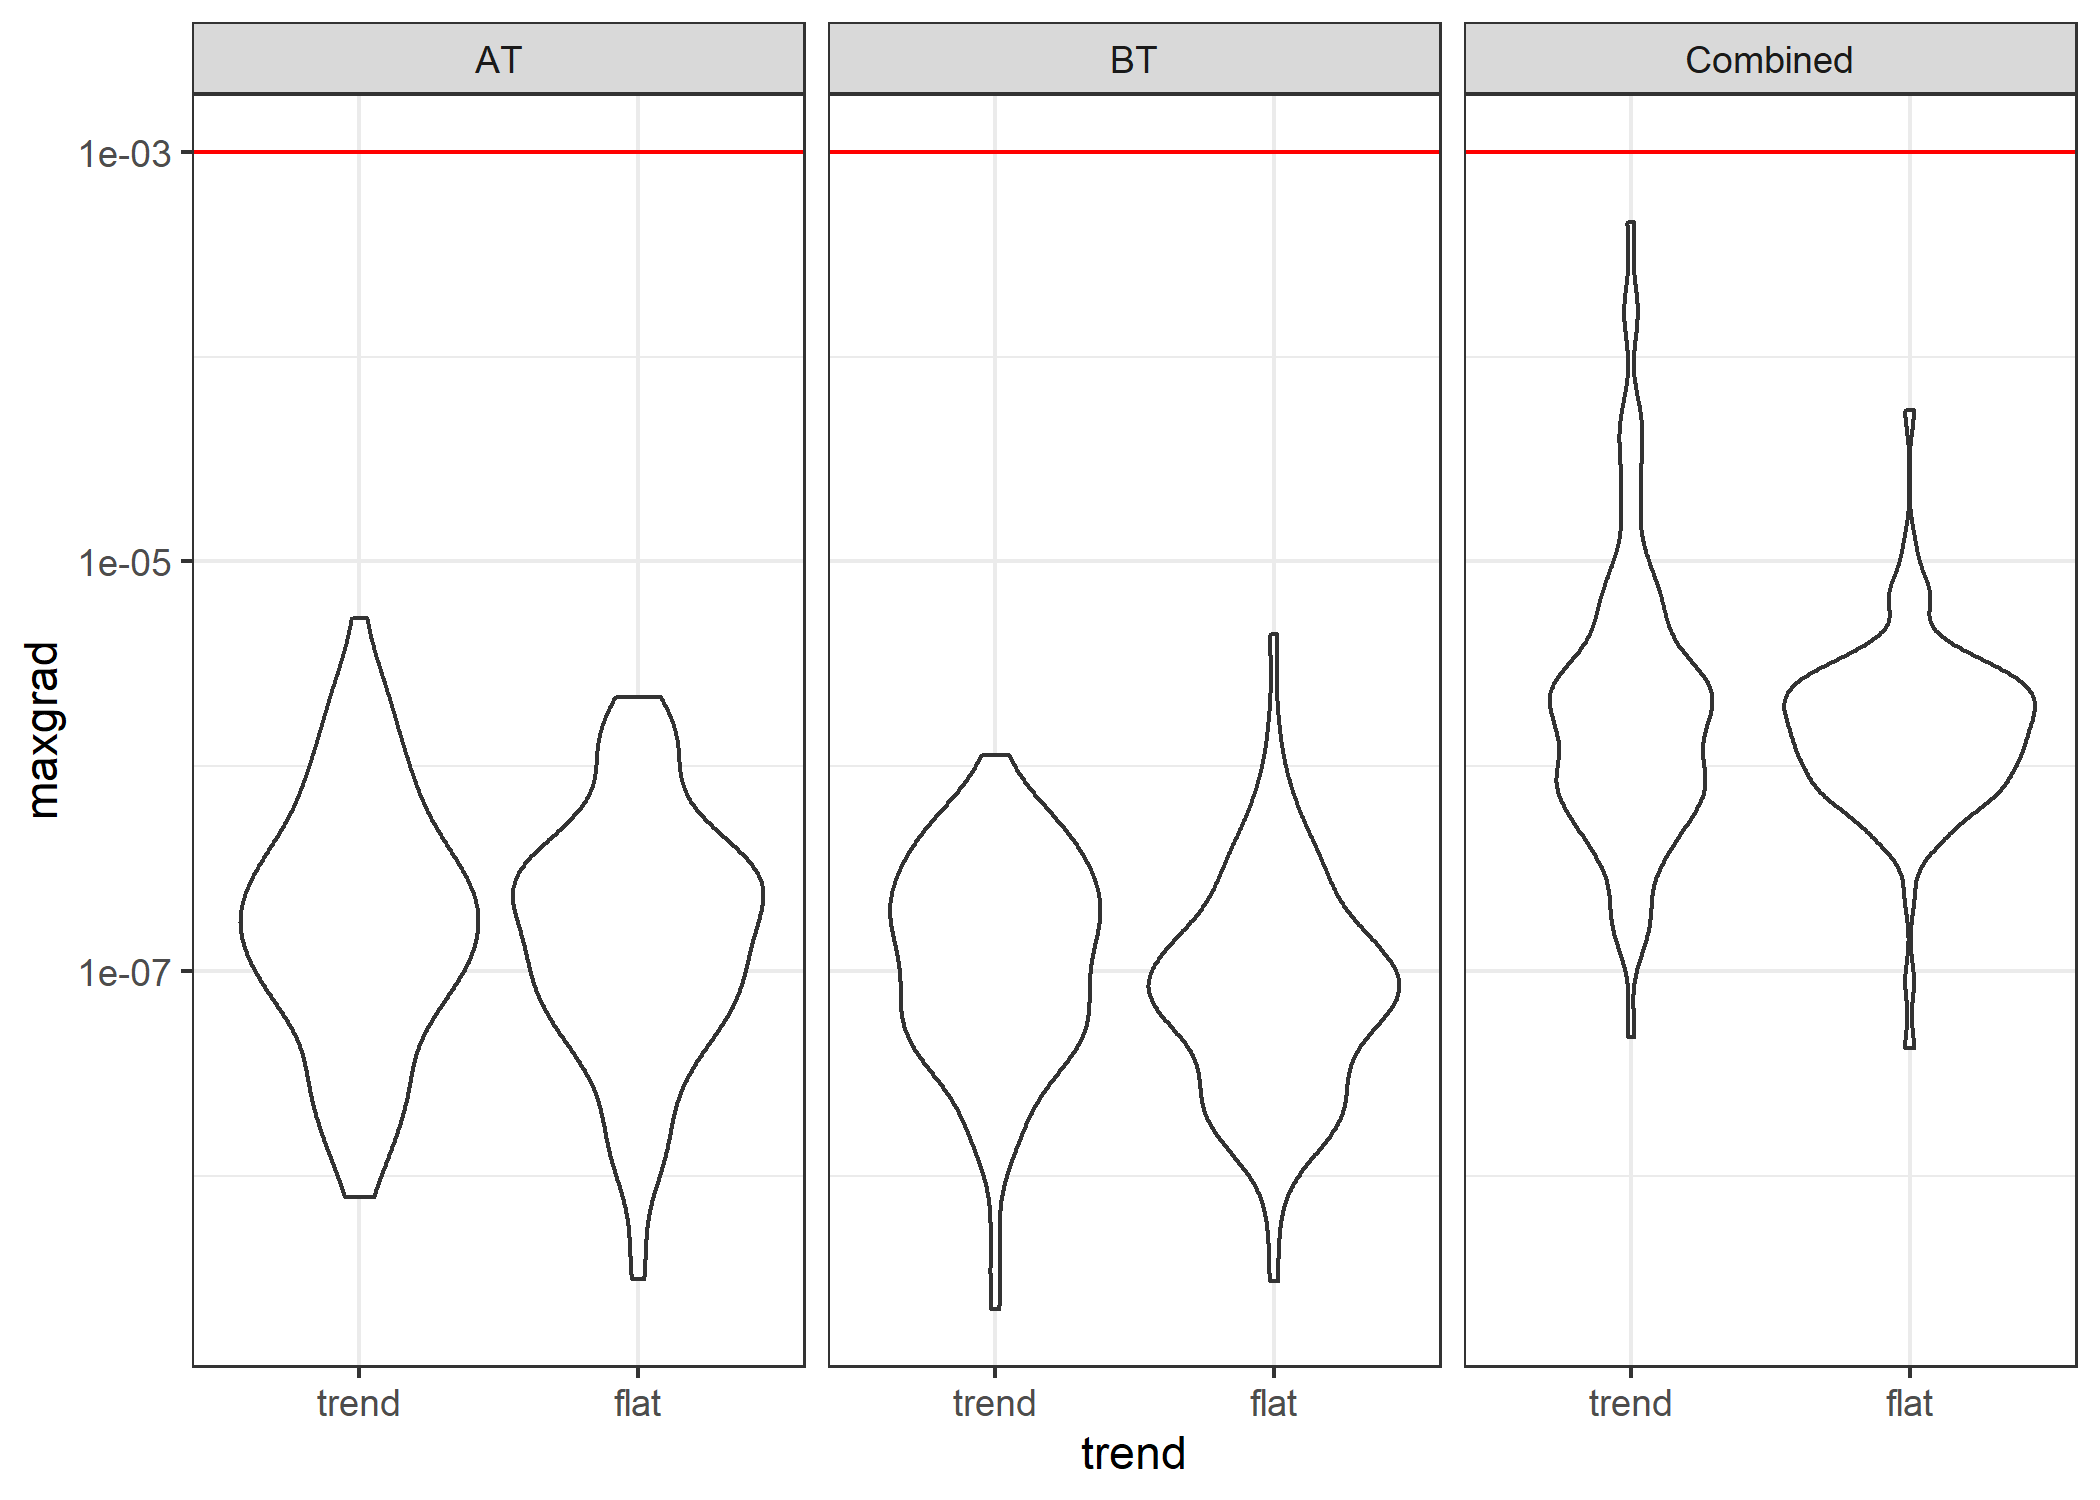 AT
BT
Combined
1e-03
1e-05
1e-07
maxgrad
trend
flat
trend
flat
trend
flat
trend